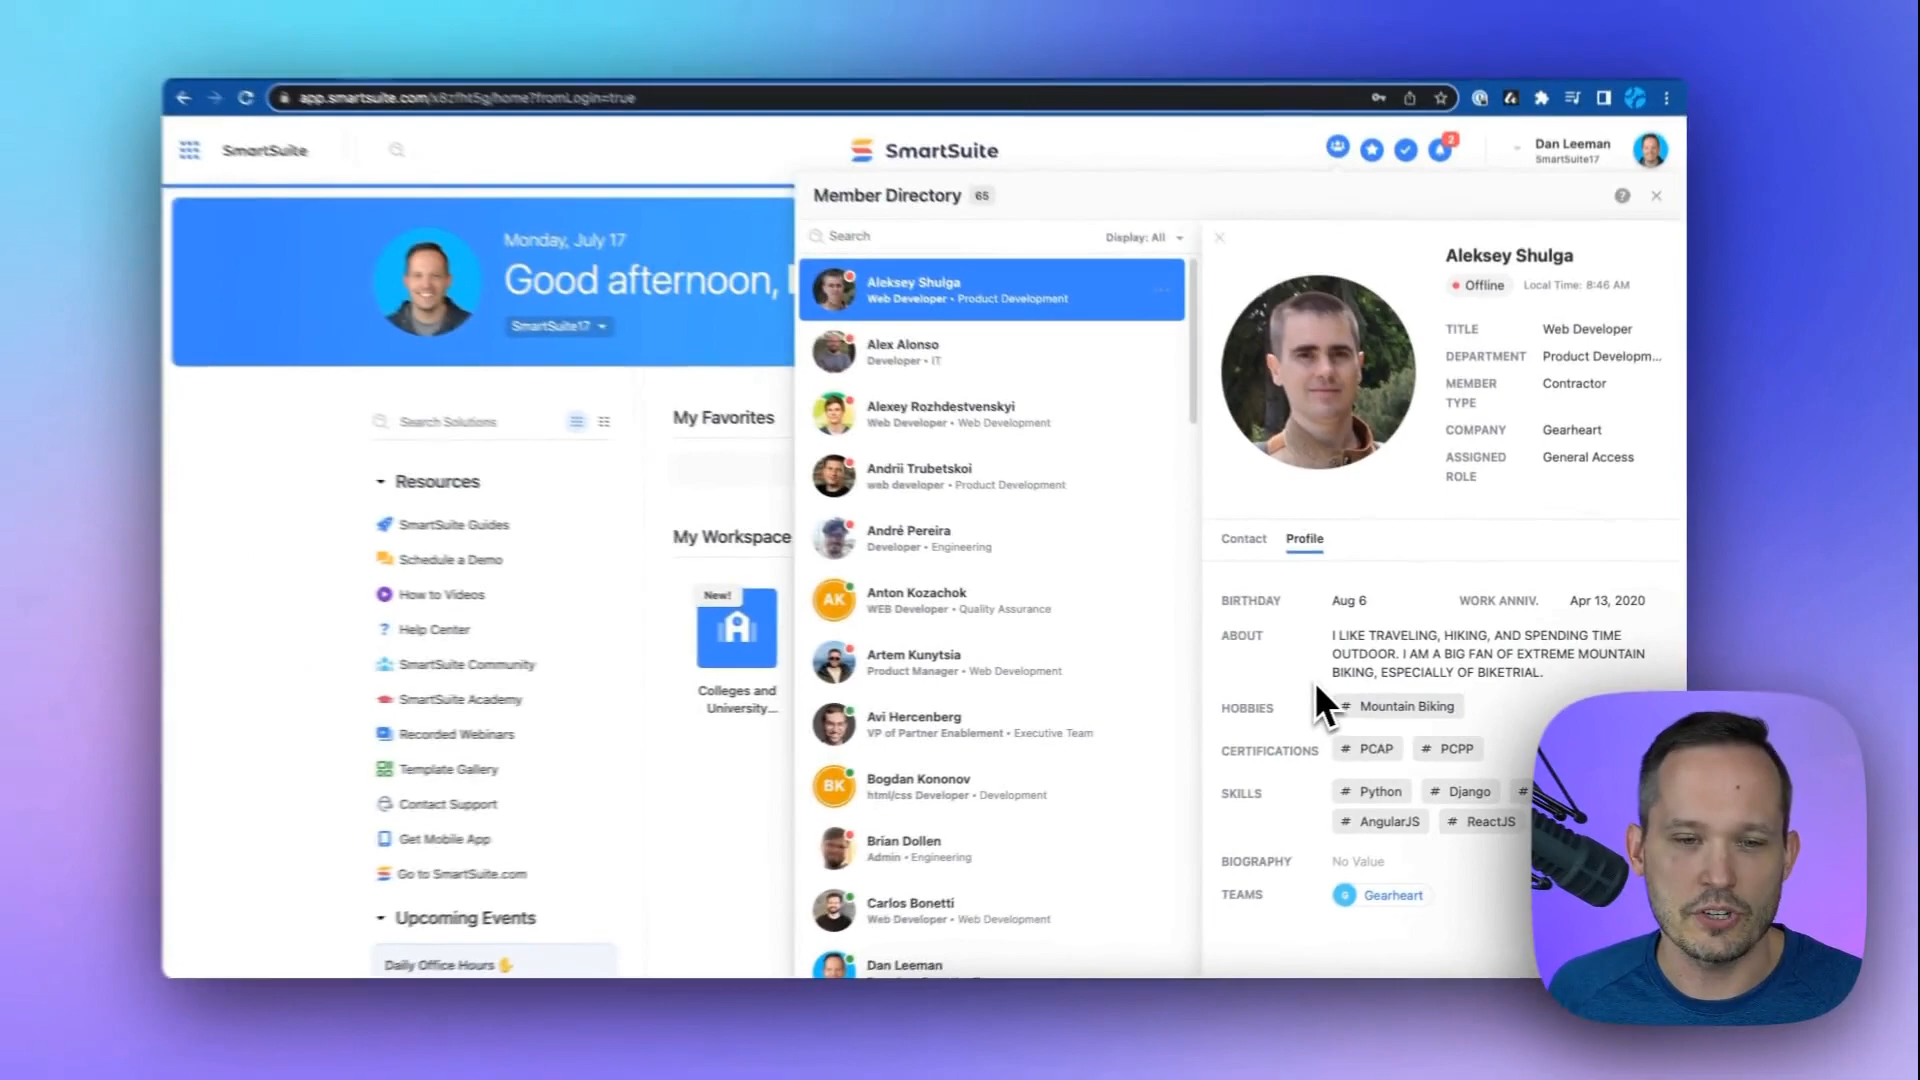 app.smartsuite.com/x8zfht5g/home?fromLogin=true
SmartSuite
SmartSuite
2
Dan Leeman
SmartSuite17
Monday, July 17
Good afternoon,
SmartSuite17
Search Solutions
Resources
SmartSuite Guides
Schedule a Demo
How to Videos
Help Center
SmartSuite Community
SmartSuite Academy
Recorded Webinars
Template Gallery
Contact Support
Get Mobile App
Go to SmartSuite.com
Upcoming Events
Daily Office Hours
My Favorites
My Workspace
New!
Colleges and
University...
Member Directory 65
Search
Display: All
Aleksey Shulga
Web Developer • Product Development
Alex Alonso
Developer • IT
Alexey Rozhdestvenskyi
Web Developer • Web Development
Andrii Trubetskoi
web developer • Product Development
André Pereira
Developer • Engineering
AK
Anton Kozachok
WEB Developer • Quality Assurance
Artem Kunytsia
Product Manager • Web Development
Avi Hercenberg
VP of Partner Enablement • Executive Team
BK
Bogdan Kononov
html/css Developer • Development
Brian Dollen
Admin • Engineering
Carlos Bonetti
Web Developer • Web Development
Dan Leeman
Aleksey Shulga
Offline Local Time: 8:46 AM
TITLE Web Developer
DEPARTMENT Product Developm...
MEMBER TYPE Contractor
COMPANY Gearheart
ASSIGNED ROLE General Access
Contact Profile
BIRTHDAY Aug 6 WORK ANNIV. Apr 13, 2020
ABOUT I LIKE TRAVELING, HIKING, AND SPENDING TIME
OUTDOOR. I AM A BIG FAN OF EXTREME MOUNTAIN
BIKING, ESPECIALLY OF BIKETRIAL.
HOBBIES # Mountain Biking
CERTIFICATIONS # PCAP # PCPP
SKILLS # Python # Django #
# AngularJS # ReactJS
BIOGRAPHY No Value
TEAMS G Gearheart